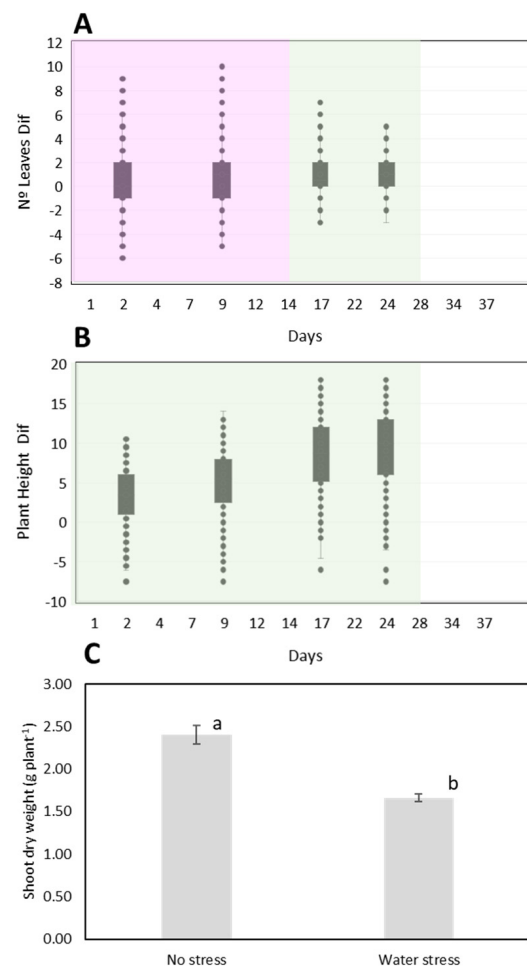 A
Nº Leaves Dif
12
10
8
6
4
2
0
-2
-4
-6
-8
1 2 4 7 9 12 14 17 22 24 28 34 37
Days
B
Plant Height Dif
20
15
10
5
0
-5
-10
1 2 4 7 9 12 14 17 22 24 28 34 37
Days
C
Shoot dry weight (g plant⁻¹)
3.00
2.50
2.00
1.50
1.00
0.50
0.00
a
b
No stress Water stress